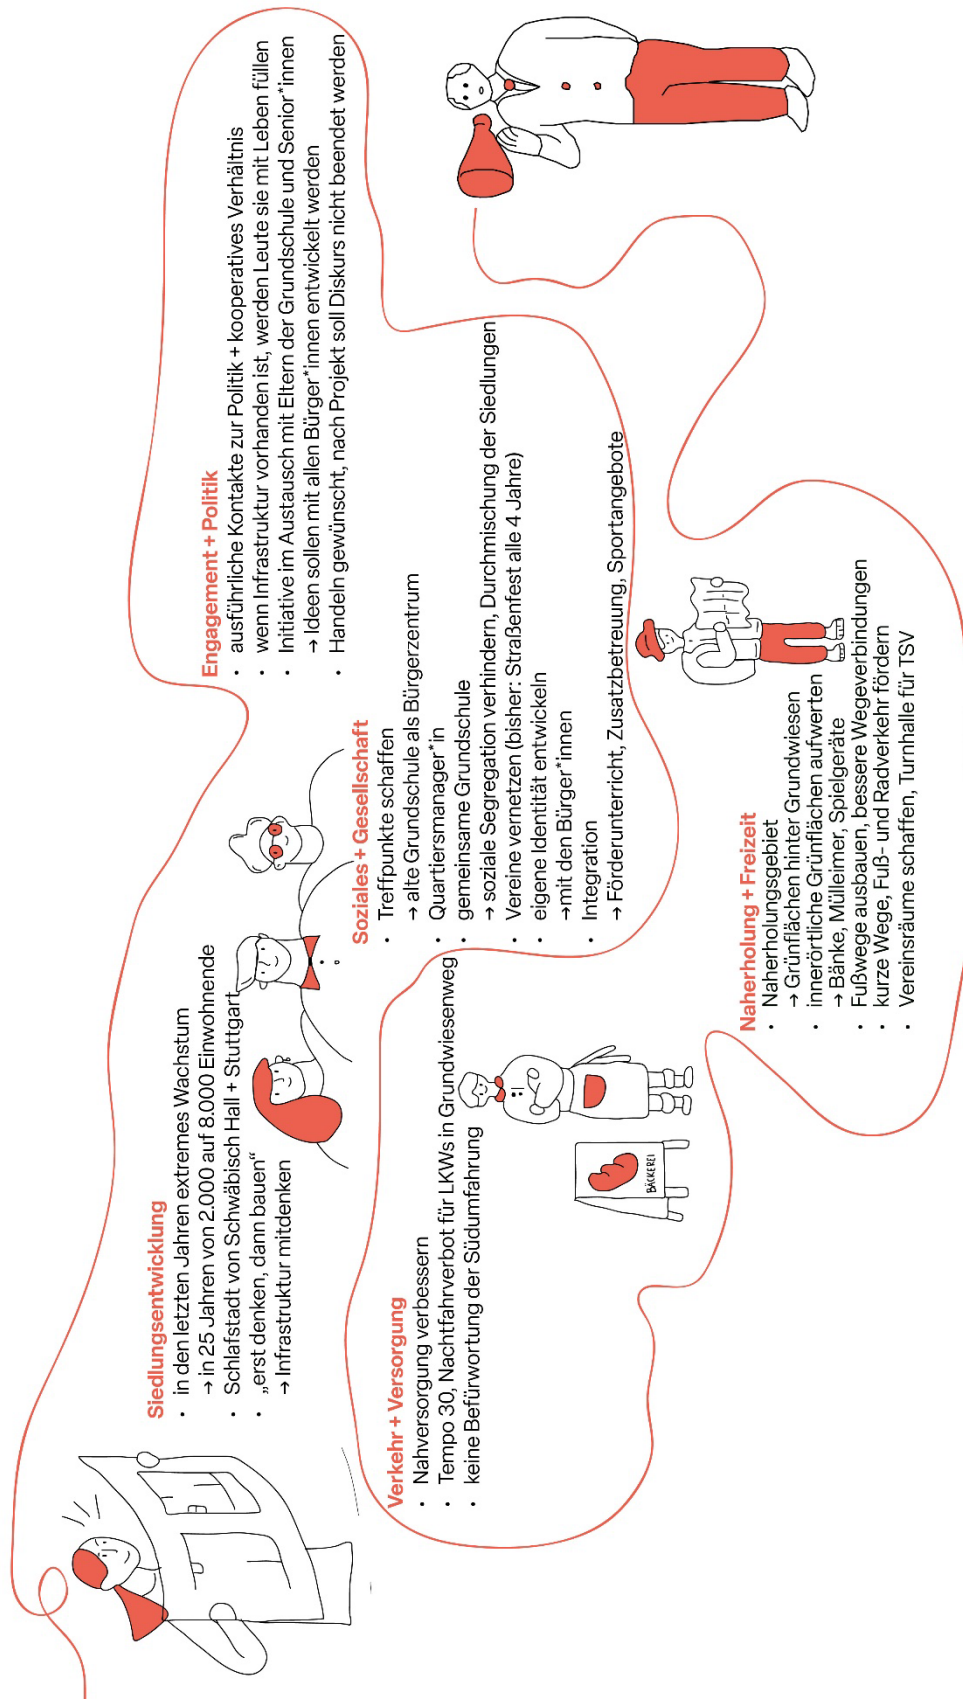 Siedlungsentwicklung
• in den letzten Jahren extremes Wachstum
→ in 25 Jahren von 2.000 auf 8.000 Einwohnende
• Schlafstadt von Schwäbisch Hall + Stuttgart
• „erst denken, dann bauen“
→ Infrastruktur mitdenken
Engagement + Politik
• ausführliche Kontakte zur Politik + kooperatives Verhältnis
• wenn Infrastruktur vorhanden ist, werden Leute sie mit Leben füllen
• Initiative im Austausch mit Eltern der Grundschule und Senior*innen
→ Ideen sollen mit allen Bürger*innen entwickelt werden
• Handeln gewünscht, nach Projekt soll Diskurs nicht beendet werden
Soziales + Gesellschaft
• Treffpunkte schaffen
→ alte Grundschule als Bürgerzentrum
• Quartiersmanager*in
• gemeinsame Grundschule
→ soziale Segregation verhindern, Durchmischung der Siedlungen
• Vereine vernetzen (bisher: Straßenfest alle 4 Jahre)
• eigene Identität entwickeln
→mit den Bürger*innen
• Integration
→ Förderunterricht, Zusatzbetreuung, Sportangebote
Verkehr + Versorgung
• Nahversorgung verbessern
• Tempo 30, Nachtfahrverbot für LKWs in Grundwiesenweg
• keine Befürwortung der Südumfahrung
BÄCKEREI
Naherholung + Freizeit
• Naherholungsgebiet
→ Grünflächen hinter Grundwiesen
• innerörtliche Grünflächen aufwerten
→ Bänke, Mülleimer, Spielgeräte
• Fußwege ausbauen, bessere Wegeverbindungen
• kurze Wege, Fuß- und Radverkehr fördern
• Vereinsräume schaffen, Turnhalle für TSV